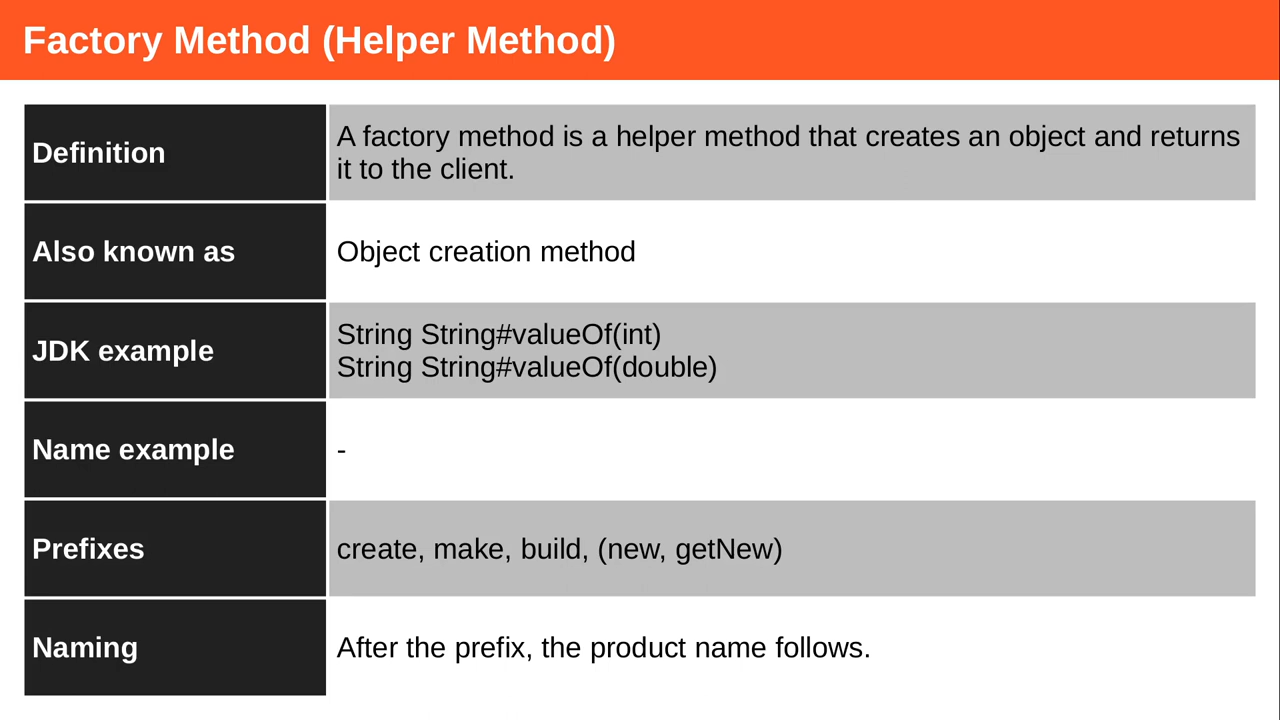 Factory Method (Helper Method)
Definition
A factory method is a helper method that creates an object and returns
it to the client.
Also known as
Object creation method
JDK example
String String#valueOf(int)
String String#valueOf(double)
Name example
-
Prefixes
create, make, build, (new, getNew)
Naming
After the prefix, the product name follows.